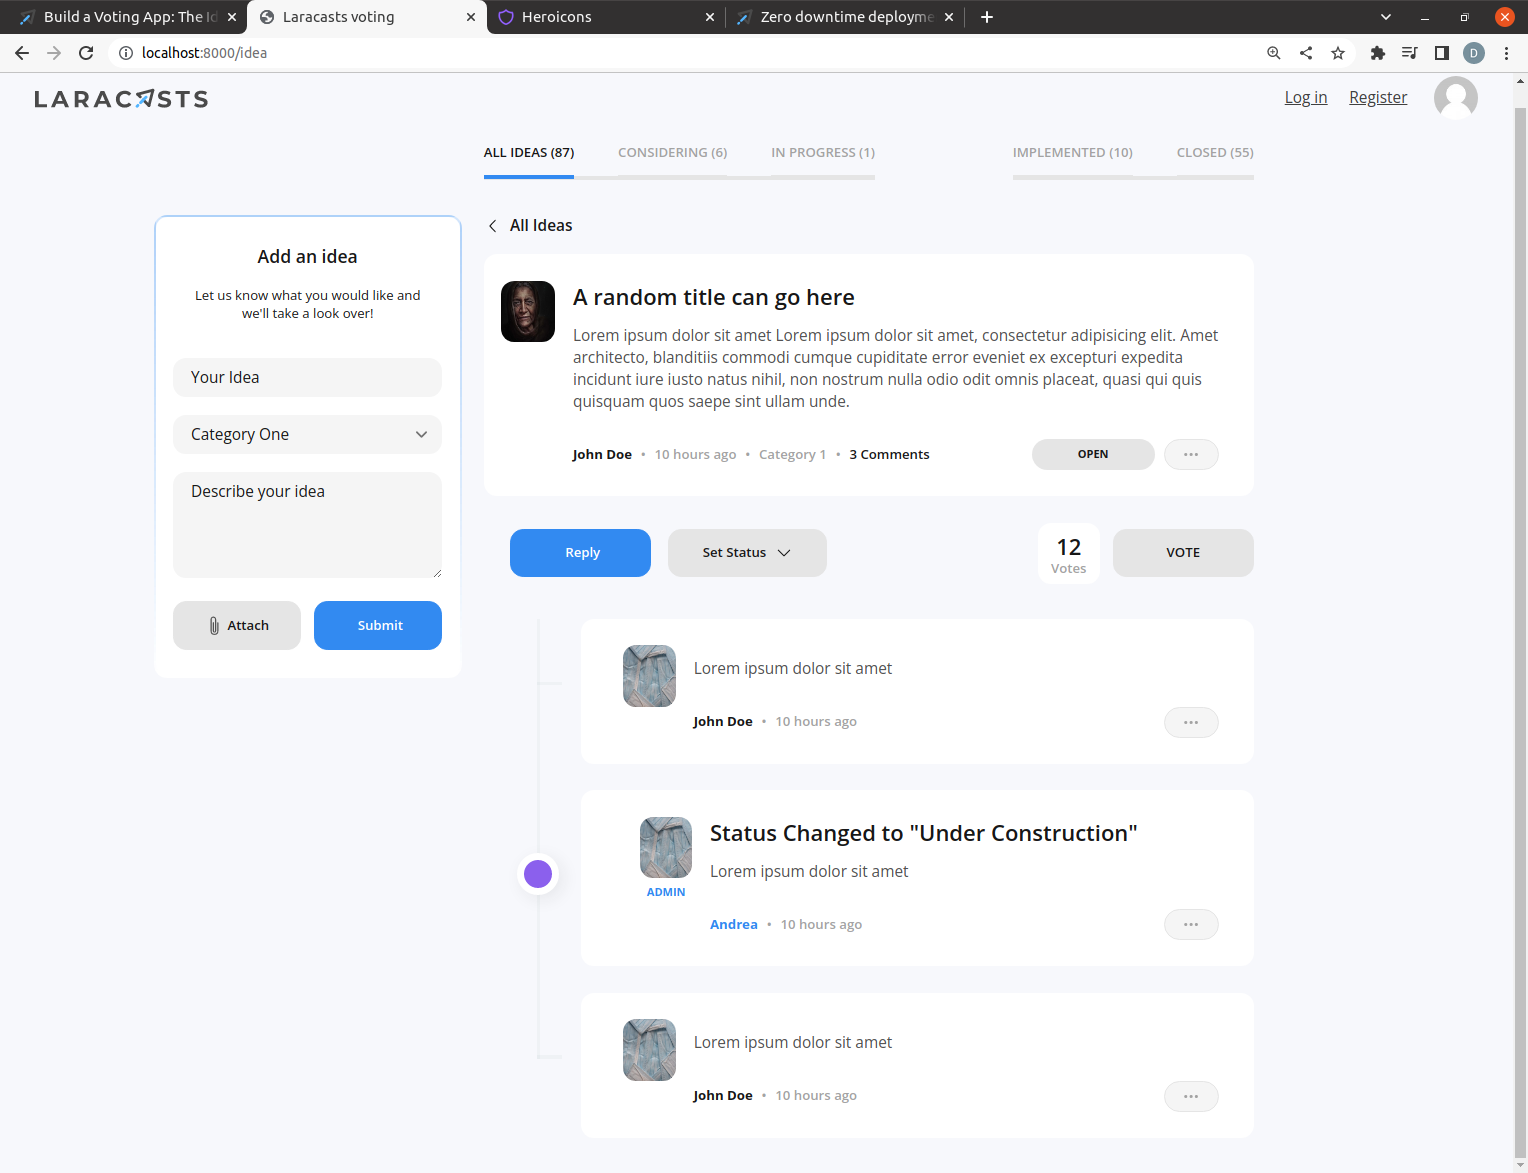 Build a Voting App: The Id
Laracasts voting
Heroicons
Zero downtime deployme
localhost:8000/idea
D
LARACASTS
Log in
Register
ALL IDEAS (87)
CONSIDERING (6)
IN PROGRESS (1)
IMPLEMENTED (10)
CLOSED (55)
Add an idea
Let us know what you would like and
we'll take a look over!
Your Idea
Category One
Describe your idea
Attach
Submit
All Ideas
A random title can go here
Lorem ipsum dolor sit amet Lorem ipsum dolor sit amet, consectetur adipisicing elit. Amet
architecto, blanditiis commodi cumque cupiditate error eveniet ex excepturi expedita
incidunt iure iusto natus nihil, non nostrum nulla odio odit omnis placeat, quasi qui quis
quisquam quos saepe sint ullam unde.
John Doe • 10 hours ago • Category 1 • 3 Comments
OPEN
Reply
Set Status
12
Votes
VOTE
Lorem ipsum dolor sit amet
John Doe • 10 hours ago
Status Changed to "Under Construction"
Lorem ipsum dolor sit amet
ADMIN
Andrea • 10 hours ago
Lorem ipsum dolor sit amet
John Doe • 10 hours ago